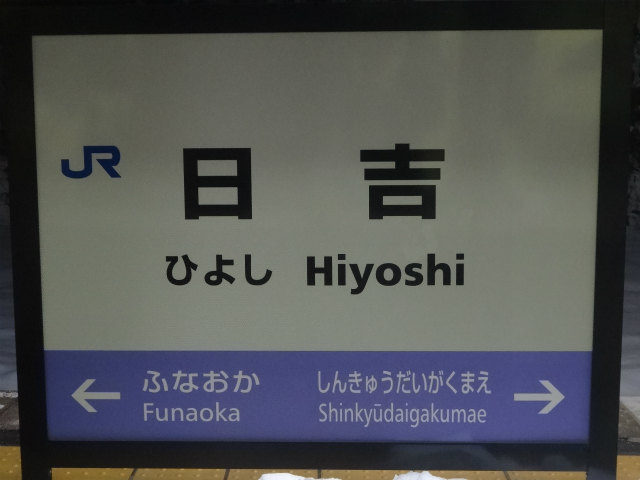 JR
日吉
ひよし Hiyoshi
← ふなおか しんきゅうだいがくまえ →
Funaoka Shinkyūdaigakumae